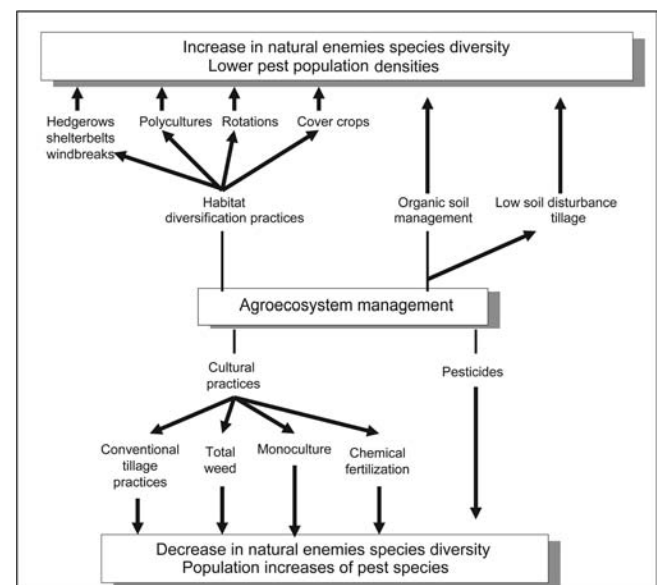 Increase in natural enemies species diversity
Lower pest population densities
Hedgerows
shelterbelts
windbreaks
Polycultures
Rotations
Cover crops
Habitat
diversification practices
Organic soil
management
Low soil disturbance
tillage
Agroecosystem management
Cultural
practices
Pesticides
Conventional
tillage
practices
Total
weed
Monoculture
Chemical
fertilization
Decrease in natural enemies species diversity
Population increases of pest species